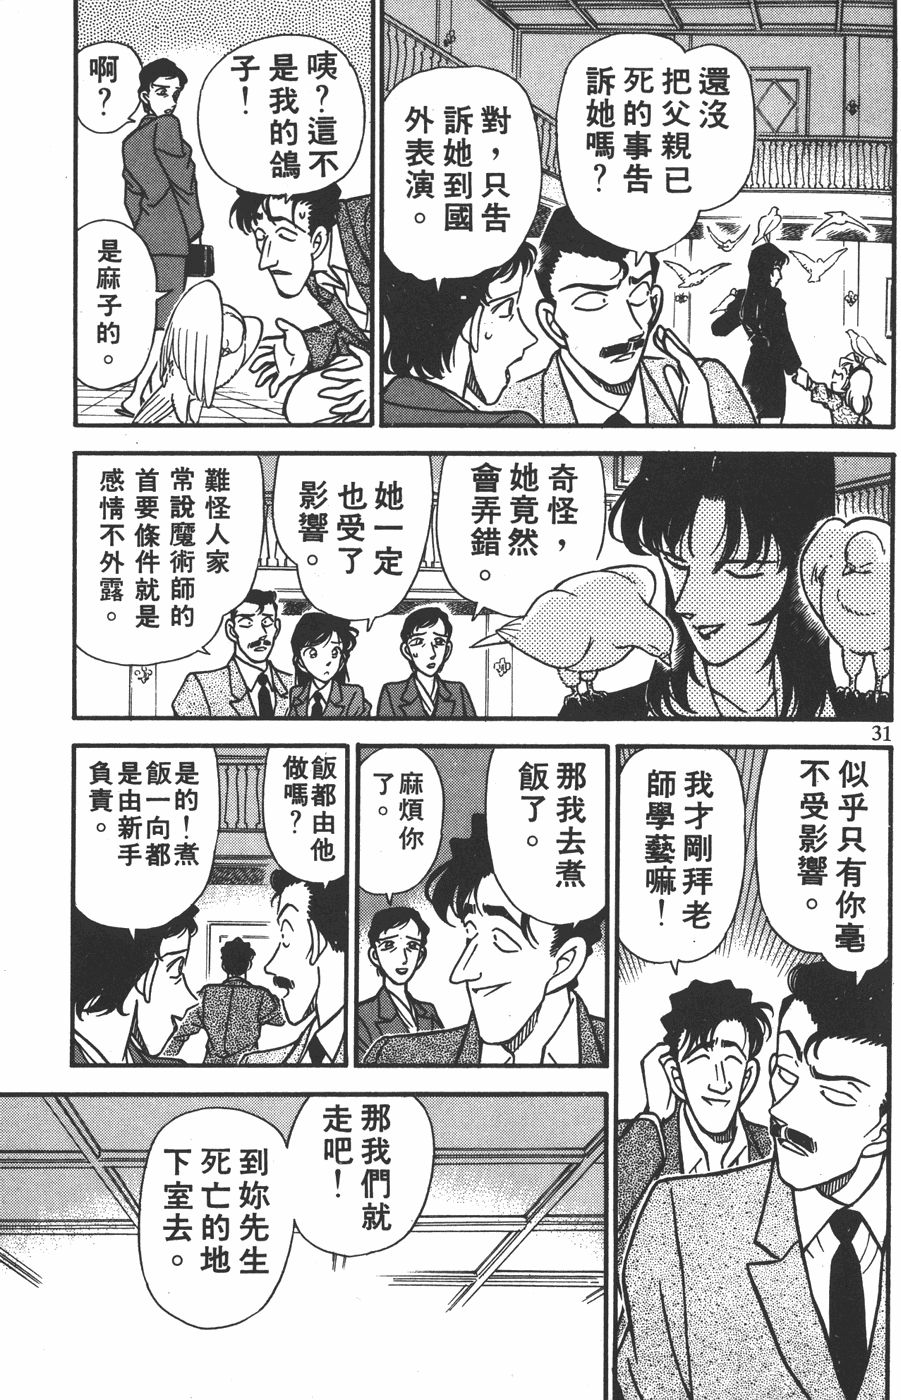 還沒
把父親已
死的事告
訴她嗎？
對，只告
訴她到國
外表演。
咦？這不
是我的鴿
子！
啊？
是麻子的。
奇怪，
她竟然
會弄錯。
她一定
也受了
影響。
難怪人家
常說魔術師的
首要條件就是
感情不外露。
31
似乎只有你毫
不受影響。
我才剛拜老
師學藝嘛！
那我去煮
飯了。
麻煩你
了。
飯都由他
做嗎？
是的！煮
飯一向都
是由新手
負責。
那我們就
走吧！
到妳先生
死亡的地
下室去。